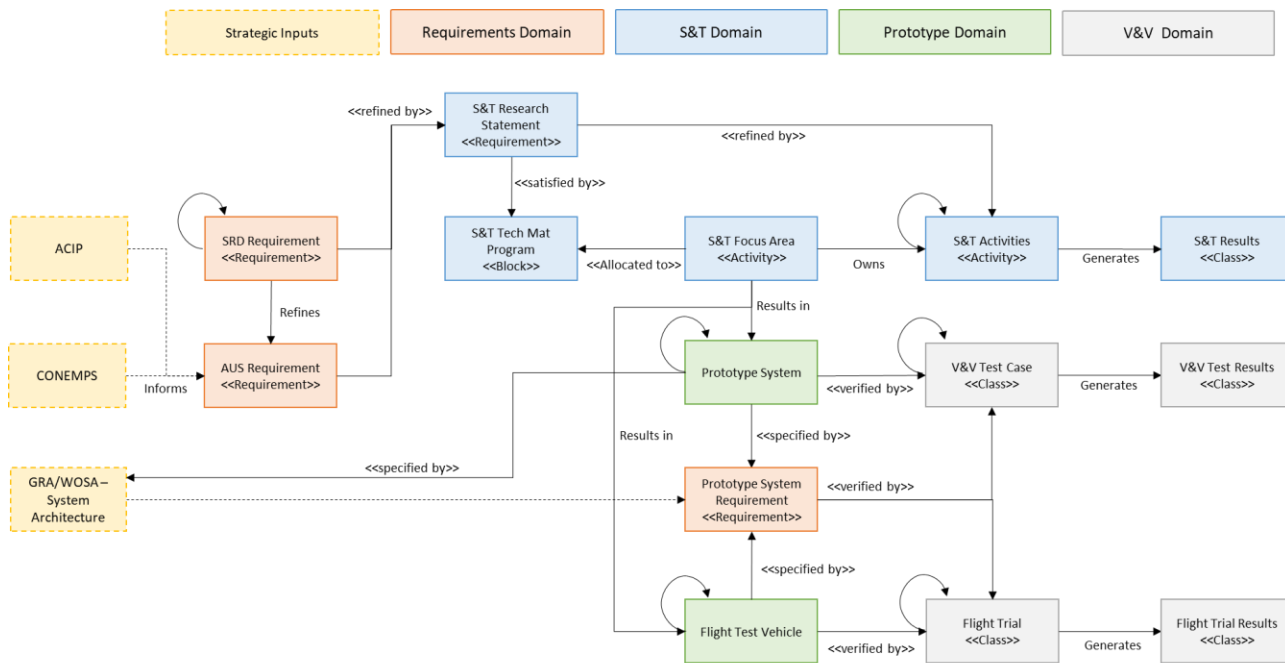 Strategic Inputs
Requirements Domain
S&T Domain
Prototype Domain
V&V Domain
<<refined by>>
S&T Research
Statement
<<Requirement>>
<<refined by>>
<<satisfied by>>
ACIP
SRD Requirement
<<Requirement>>
S&T Tech Mat
Program
<<Block>>
<<Allocated to>>
S&T Focus Area
<<Activity>>
Owns
S&T Activities
<<Activity>>
Generates
S&T Results
<<Class>>
Refines
Results in
CONEMPS
Informs
AUS Requirement
<<Requirement>>
Prototype System
<<verified by>>
V&V Test Case
<<Class>>
Generates
V&V Test Results
<<Class>>
Results in
<<specified by>>
<<specified by>>
GRA/WOSA –
System
Architecture
Prototype System
Requirement
<<Requirement>>
<<verified by>>
<<specified by>>
Flight Test Vehicle
<<verified by>>
Flight Trial
<<Class>>
Generates
Flight Trial Results
<<Class>>